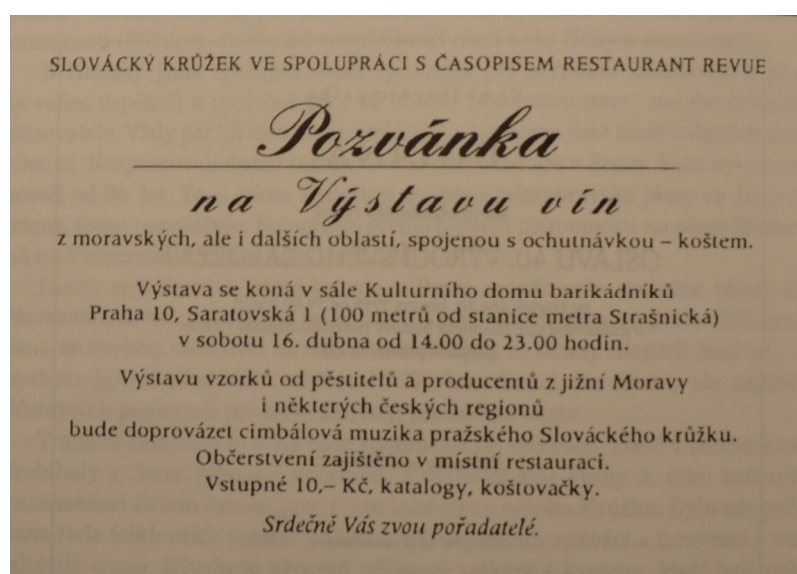 SLOVÁCKÝ KRŮŽEK VE SPOLUPRÁCI S ČASOPISEM RESTAURANT REVUE
Pozvánka
na Výstavu vín
z moravských, ale i dalších oblastí, spojenou s ochutnávkou – koštem.
Výstava se koná v sále Kulturního domu barikádníků
Praha 10, Saratovská 1 (100 metrů od stanice metra Strašnická)
v sobotu 16. dubna od 14.00 do 23.00 hodin.
Výstavu vzorků od pěstitelů a producentů z jižní Moravy
i některých českých regionů
bude doprovázet cimbálová muzika pražského Slováckého krůžku.
Občerstvení zajištěno v místní restauraci.
Vstupné 10,– Kč, katalogy, koštovačky.
Srdečně Vás zvou pořadatelé.